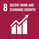 8 DECENT WORK AND
ECONOMIC GROWTH